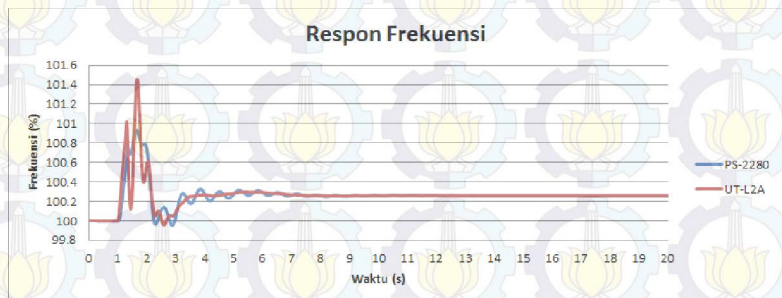 Respon Frekuensi
101.6
101.4
101.2
101
100.8
100.6
100.4
100.2
100
99.8
Frekuensi (%)
0 1 2 3 4 5 6 7 8 9 10 11 12 13 14 15 16 17 18 19 20
Waktu (s)
PS-2280
UT-L2A